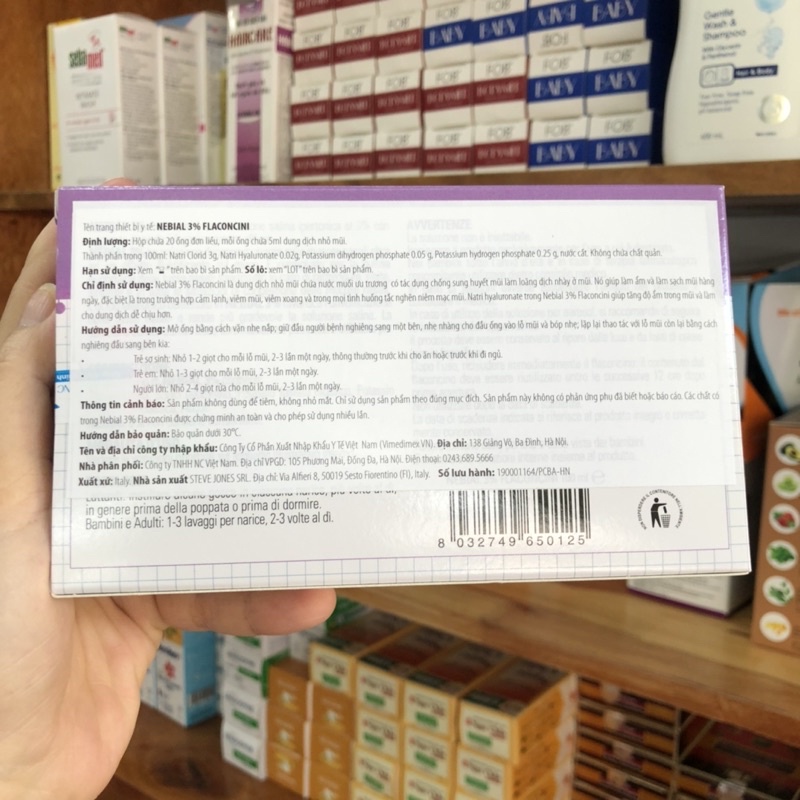 sebamed
HAIRCARE
FOB
BABY
Gentle
Wash &
Shampoo
Hair & Body
Tên trang thiết bị y tế: NEBIAL 3% FLACONCINI
Định lượng: Hộp chứa 20 ống đơn liều, mỗi ống chứa 5ml dung dịch nhỏ mũi.
Thành phần trong 100ml: Natri Clorid 3g, Natri Hyaluronate 0.02g, Potassium dihydrogen phosphate 0.05 g, Potassium hydrogen phosphate 0.25 g, nước cất. Không chứa chất quản.
Hạn sử dụng: Xem "⌛" trên bao bì sản phẩm. Số lô: xem "LOT" trên bao bì sản phẩm.
Chỉ định sử dụng: Nebial 3% Flaconcini là dung dịch nhỏ mũi chứa nước muối ưu trương có tác dụng chống sung huyết mũi làm loãng dịch nhày ở mũi. Nó giúp làm ẩm và làm sạch mũi hàng
ngày, đặc biệt là trong trường hợp cảm lạnh, viêm mũi, viêm xoang và trong mọi tình huống tắc nghẽn niêm mạc mũi. Natri hyaluronate trong Nebial 3% Flaconcini giúp tăng độ ẩm trong mũi và làm
cho dung dịch dễ chịu hơn.
Hướng dẫn sử dụng: Mở ống bằng cách vặn nhẹ nắp; giữ đầu người bệnh nghiêng sang một bên, nhẹ nhàng cho đầu ống vào lỗ mũi và bóp nhẹ; lặp lại thao tác với lỗ mũi còn lại bằng cách
nghiêng đầu sang bên kia:
- Trẻ sơ sinh: Nhỏ 1-2 giọt cho mỗi lỗ mũi, 2-3 lần một ngày, thông thường trước khi cho ăn hoặc trước khi đi ngủ.
- Trẻ em: Nhỏ 1-3 giọt cho mỗi lỗ mũi, 2-3 lần một ngày.
- Người lớn: Nhỏ 2-4 giọt rửa cho mỗi lỗ mũi, 2-3 lần một ngày.
Thông tin cảnh báo: Sản phẩm không dùng để tiêm, không nhỏ mắt. Chỉ sử dụng sản phẩm theo đúng mục đích. Sản phẩm này không có phản ứng phụ đã biết hoặc báo cáo. Các chất có
trong Nebial 3% Flaconcini được chứng minh an toàn và cho phép sử dụng nhiều lần.
Hướng dẫn bảo quản: Bảo quản dưới 30°C.
Tên và địa chỉ công ty nhập khẩu: Công Ty Cổ Phần Xuất Nhập Khẩu Y Tế Việt Nam (Vimedimex VN). Địa chỉ: 138 Giảng Võ, Ba Đình, Hà Nội.
Nhà phân phối: Công ty TNHH NC Việt Nam. Địa chỉ VPGD: 105 Phương Mai, Đống Đa, Hà Nội. Điện thoại: 0243.689.5666
Xuất xứ: Italy. Nhà sản xuất STEVE JONES SRL. Địa chỉ: Via Alfieri 8, 50019 Sesto Fiorentino (FI), Italy. Số lưu hành: 190001164/PCBA-HN
in genere prima della poppata o prima di dormire.
Bambini e Adulti: 1-3 lavaggi per narice, 2-3 volte al dì.
8 032749 650125